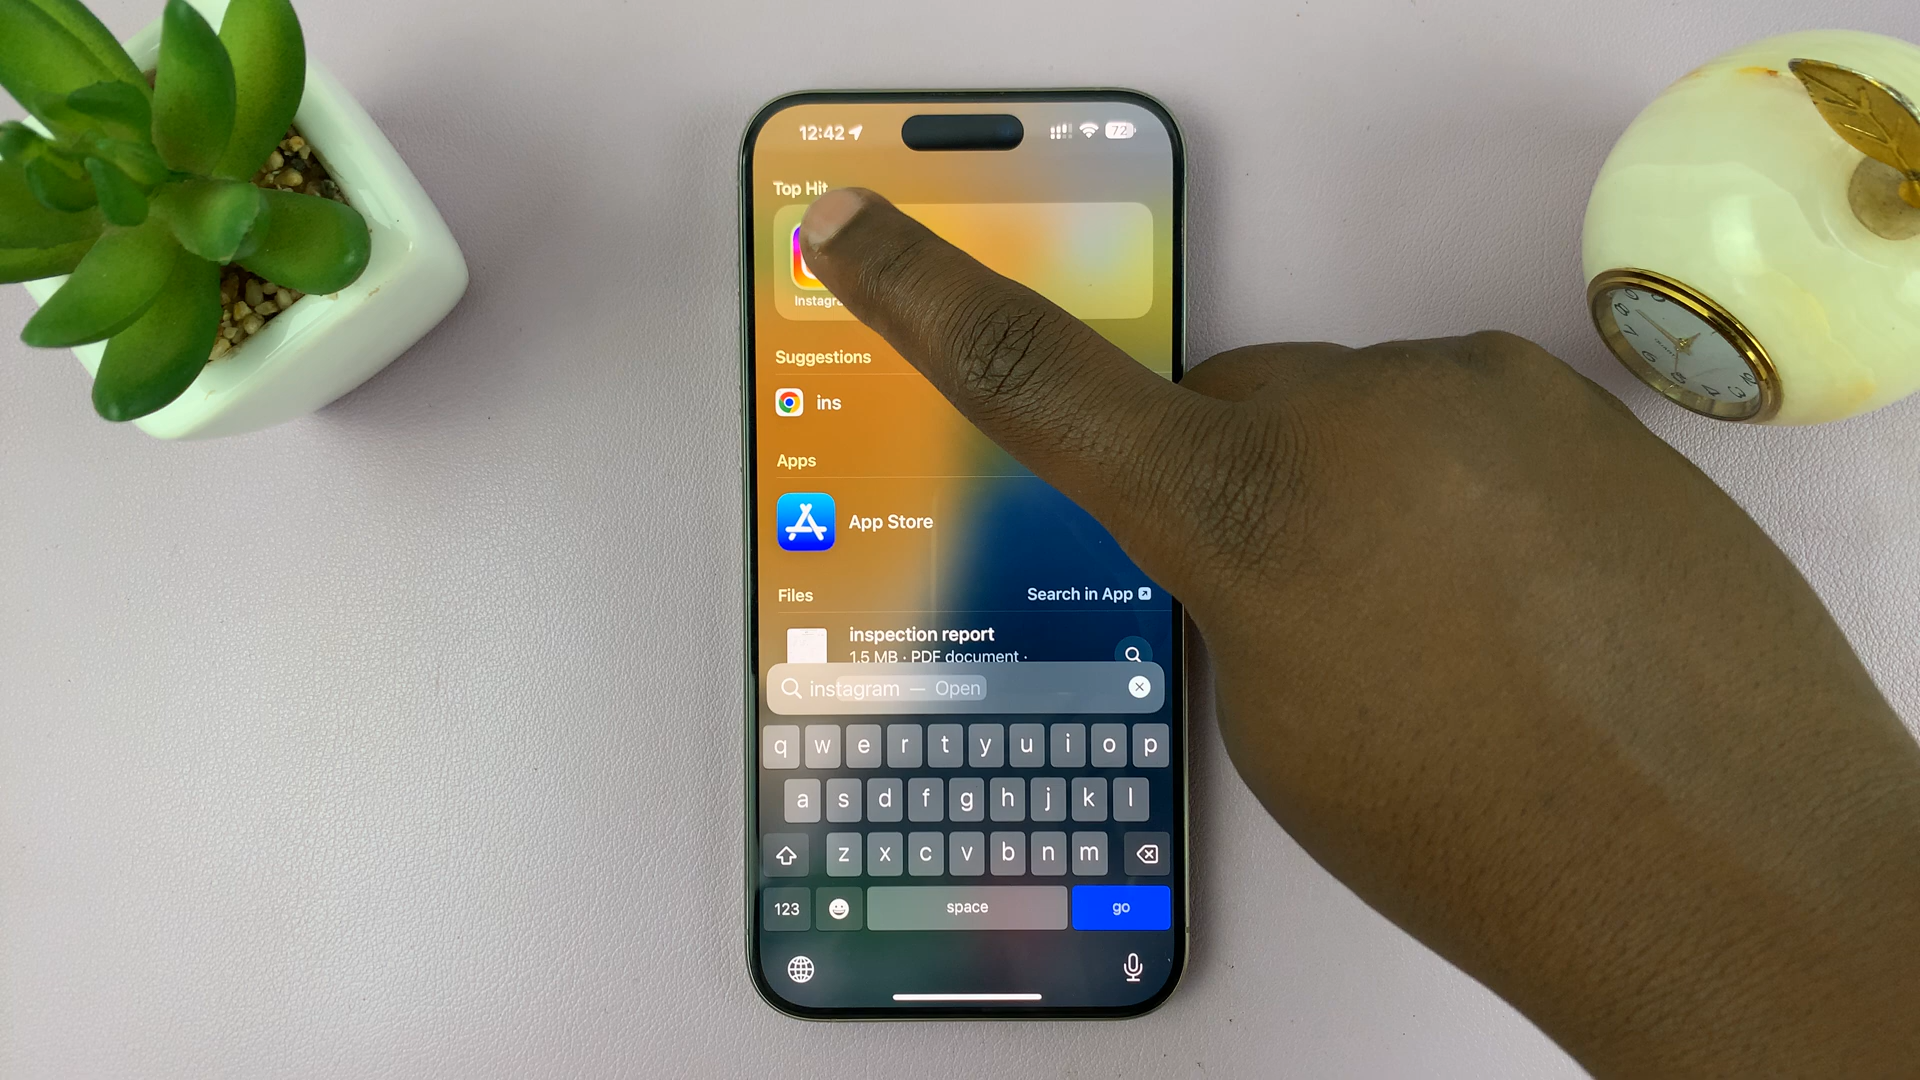 12:42 72
Top Hit
Instagra
Suggestions
ins
Apps
App Store
Files Search in App
inspection report
1.5 MB · PDF document ·
instagram — Open
q w e r t y u i o p
a s d f g h j k l
z x c v b n m
123 space go